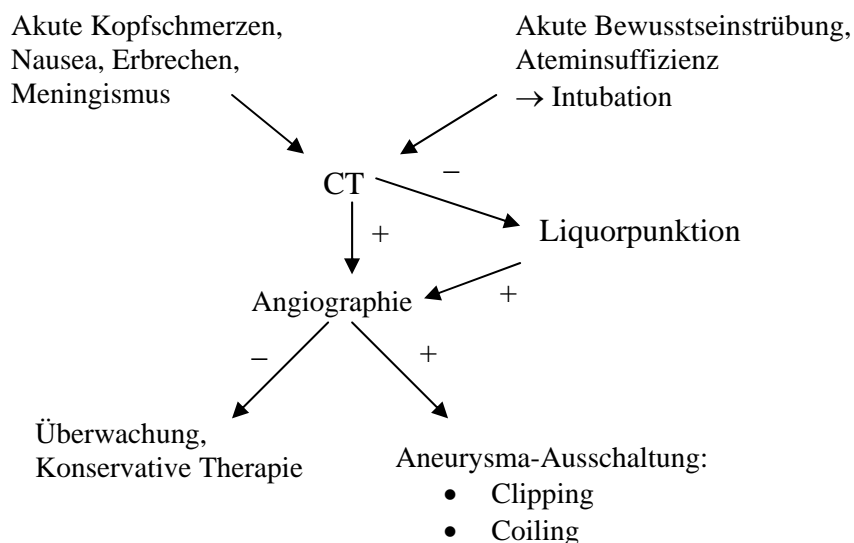 Akute Kopfschmerzen,
Nausea, Erbrechen,
Meningismus
Akute Bewusstseinstrübung,
Ateminsuffizienz
→ Intubation
CT
−
+
Liquorpunktion
Angiographie
+
−
+
Überwachung,
Konservative Therapie
Aneurysma-Ausschaltung:
• Clipping
• Coiling